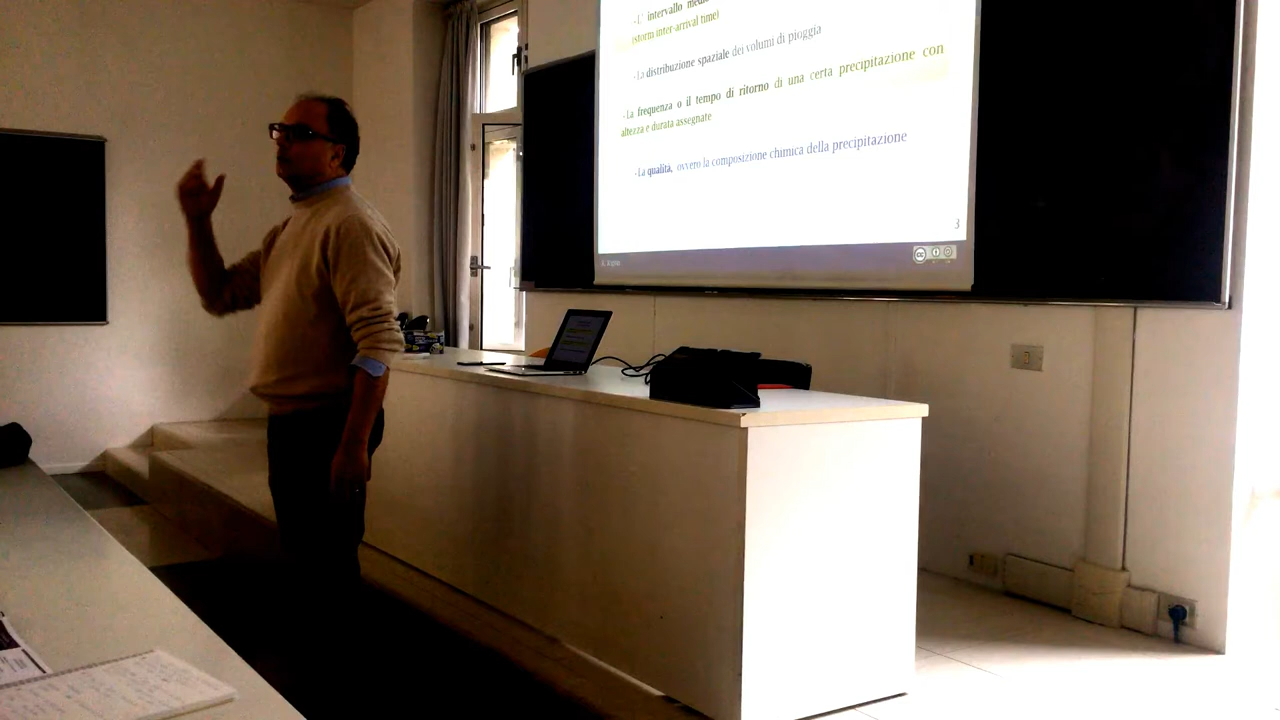 -L' intervallo medio
(storm inter-arrival time)
-La distribuzione spaziale dei volumi di pioggia
-La frequenza o il tempo di ritorno di una certa precipitazione con
altezza e durata assegnate
-La qualità, ovvero la composizione chimica della precipitazione
3
cc